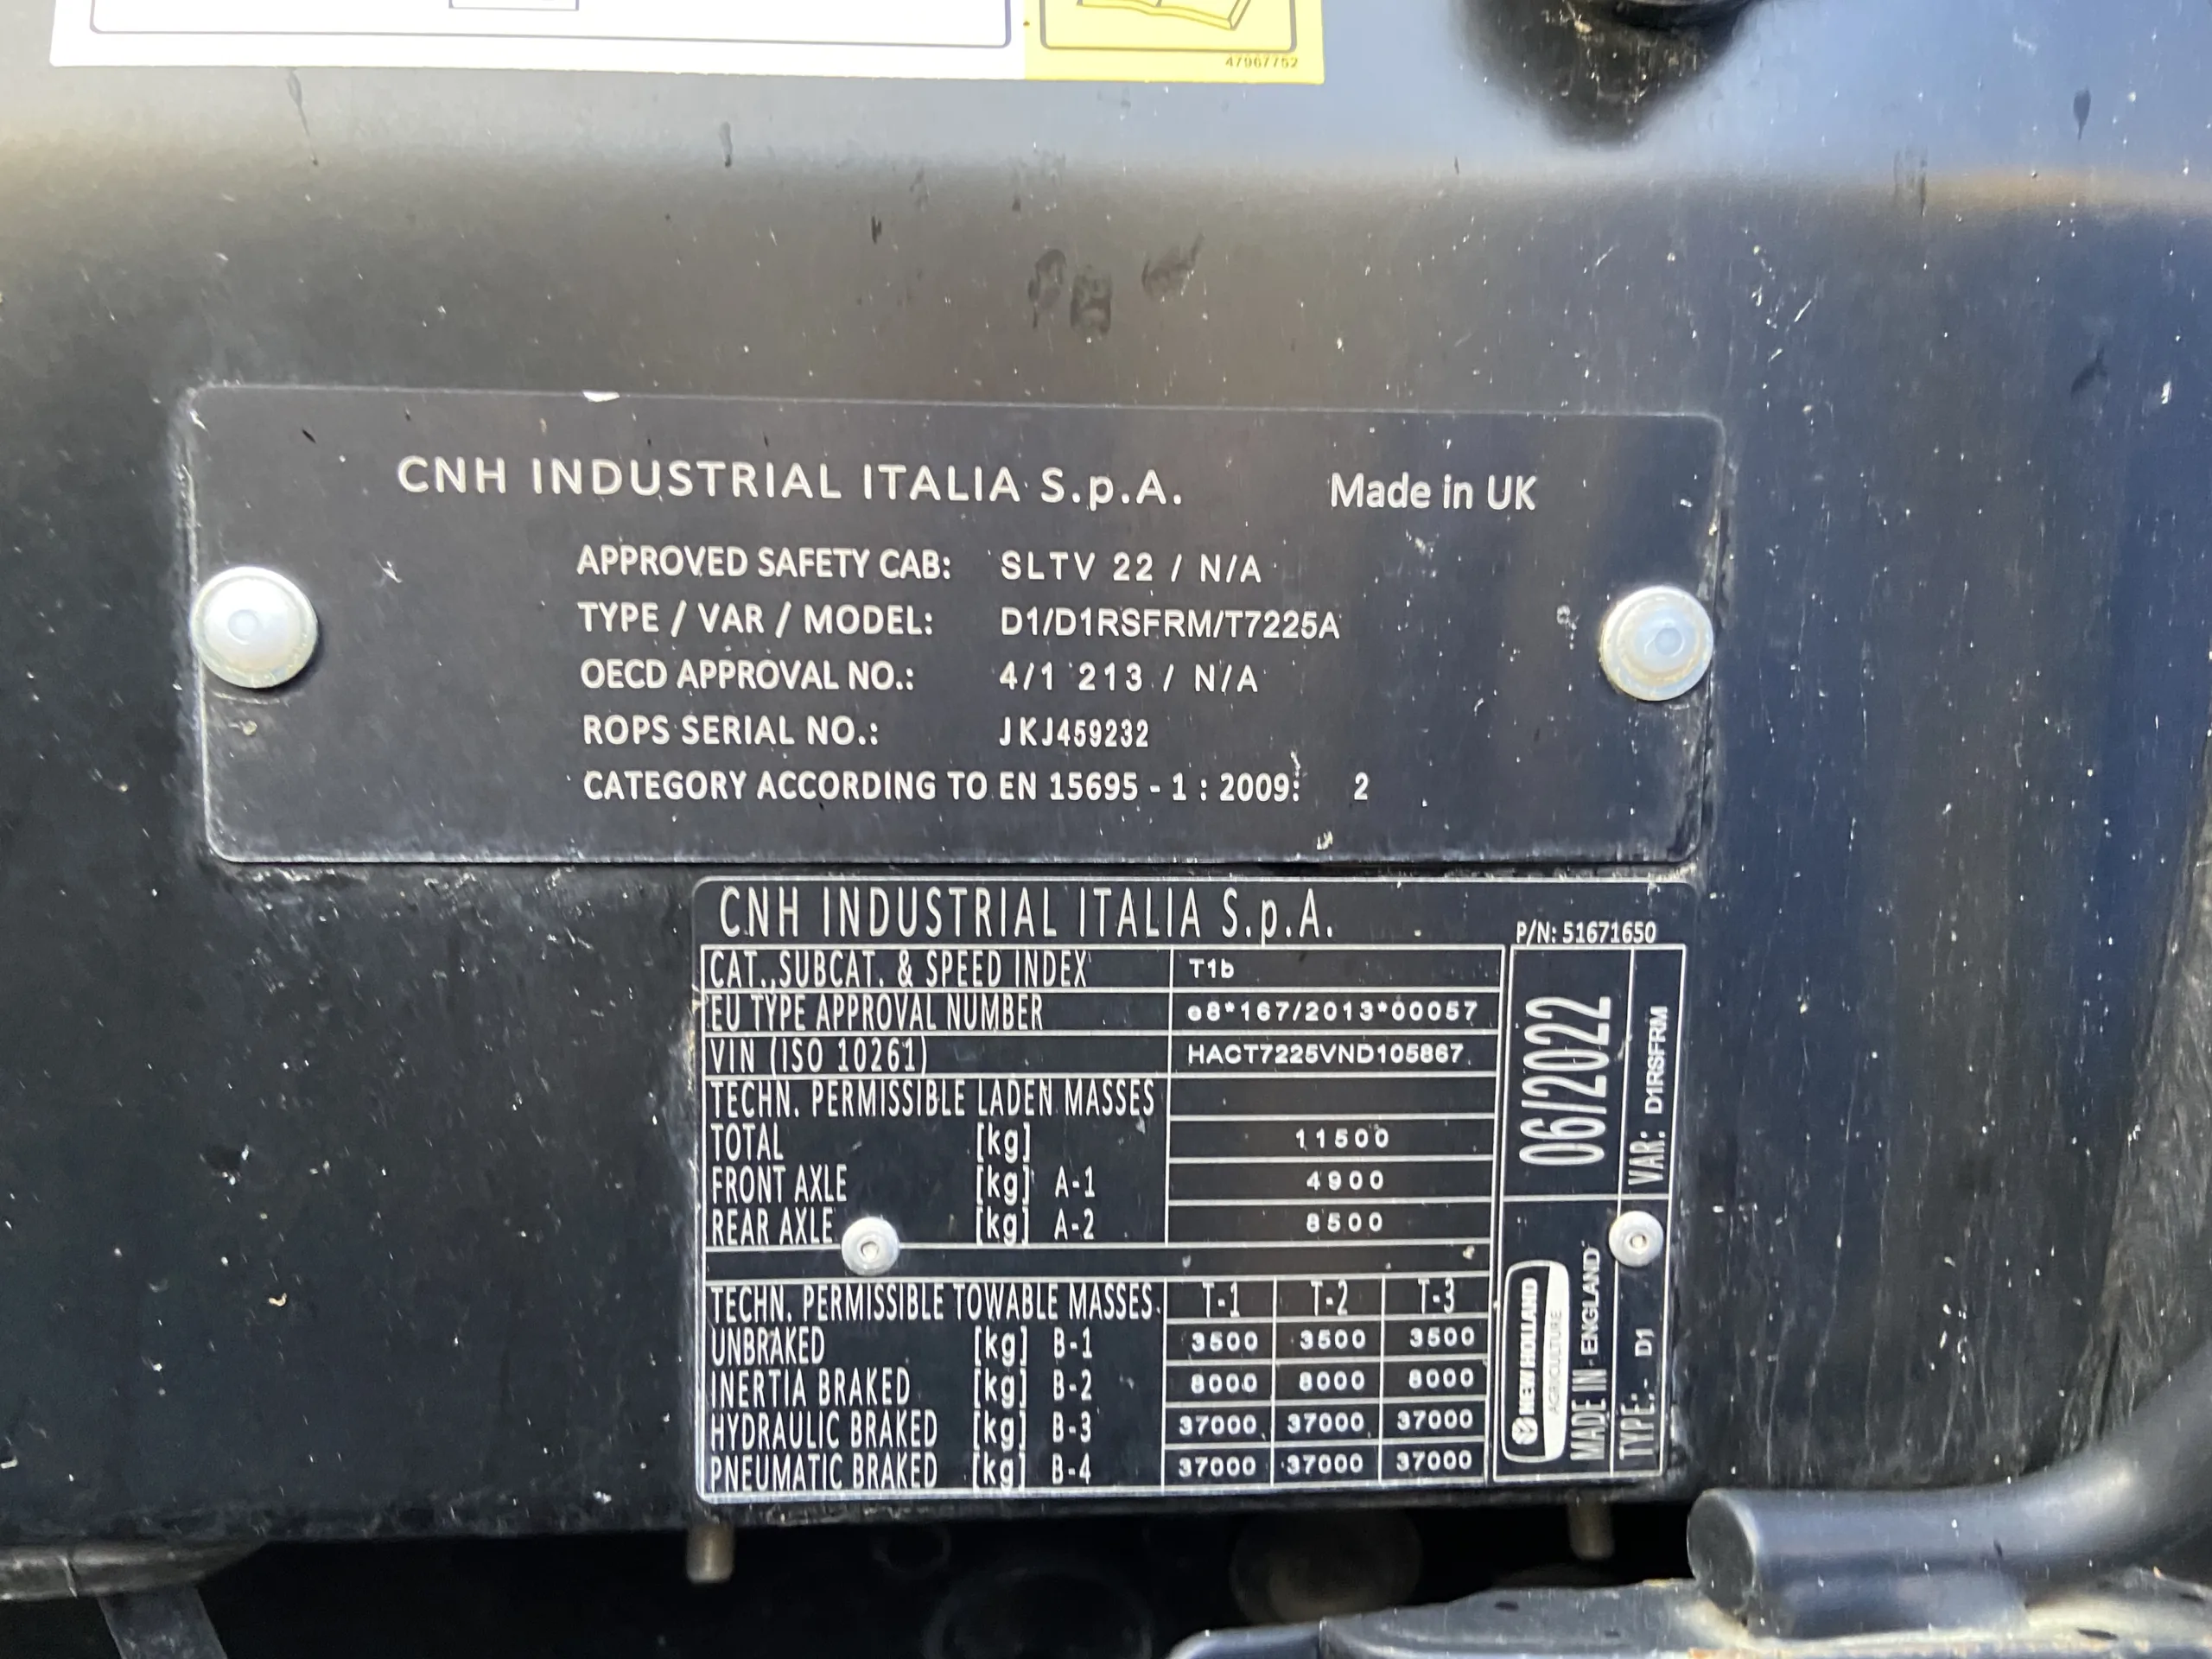 47967752
CNH INDUSTRIAL ITALIA S.p.A. Made in UK
APPROVED SAFETY CAB: SLTV 22 / N/A
TYPE / VAR / MODEL: D1/D1RSFRM/T7225A
OECD APPROVAL NO.: 4/1 213 / N/A
ROPS SERIAL NO.: JKJ459232
CATEGORY ACCORDING TO EN 15695 - 1 : 2009: 2
CNH INDUSTRIAL ITALIA S.p.A.
P/N: 51671650
CAT.,SUBCAT. & SPEED INDEX T1b
EU TYPE APPROVAL NUMBER e8*167/2013*00057
VIN (ISO 10261) HACT7225VND105867
TECHN. PERMISSIBLE LADEN MASSES
TOTAL [kg] 11500
FRONT AXLE [kg] A-1 4900
REAR AXLE [kg] A-2 8500
TECHN. PERMISSIBLE TOWABLE MASSES T-1 T-2 T-3
UNBRAKED [kg] B-1 3500 3500 3500
INERTIA BRAKED [kg] B-2 8000 8000 8000
HYDRAULIC BRAKED [kg] B-3 37000 37000 37000
PNEUMATIC BRAKED [kg] B-4 37000 37000 37000
06/2022
VAR: D1RSFRM
NEW HOLLAND
AGRICULTURE
MADE IN ENGLAND
TYPE: D1